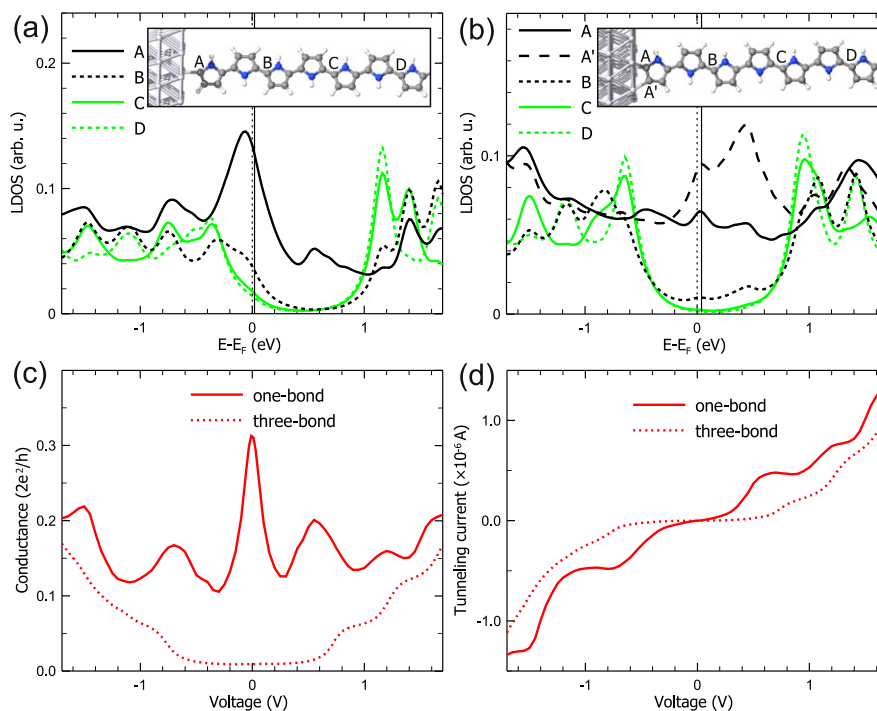 (a)
0.2
0.1
0
LDOS (arb. u.)
A
B
C
D
A
B
C
D
-1
0
1
E-EF (eV)
(b)
0.1
0
LDOS (arb. u.)
A
A'
B
C
D
A
A'
B
C
D
-1
0
1
E-EF (eV)
(c)
one-bond
three-bond
0.3
0.2
0.1
0.0
Conductance (2e²/h)
-1
0
1
Voltage (V)
(d)
one-bond
three-bond
1.0
0.0
-1.0
Tunneling current (×10⁻⁶ A)
-1
0
1
Voltage (V)